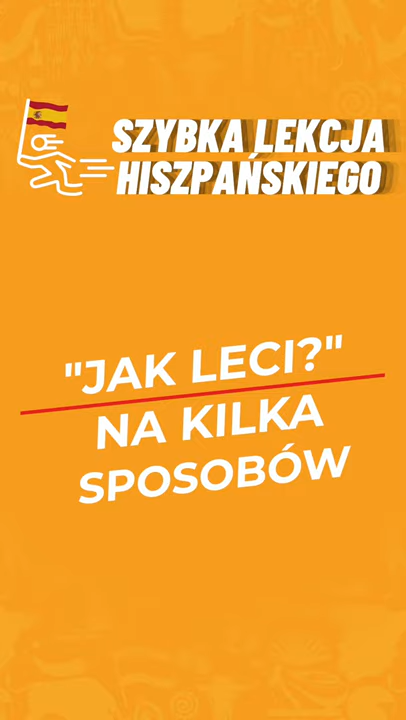 SZYBKA LEKCJA
HISZPAŃSKIEGO
"JAK LECI?"
NA KILKA
SPOSOBÓW